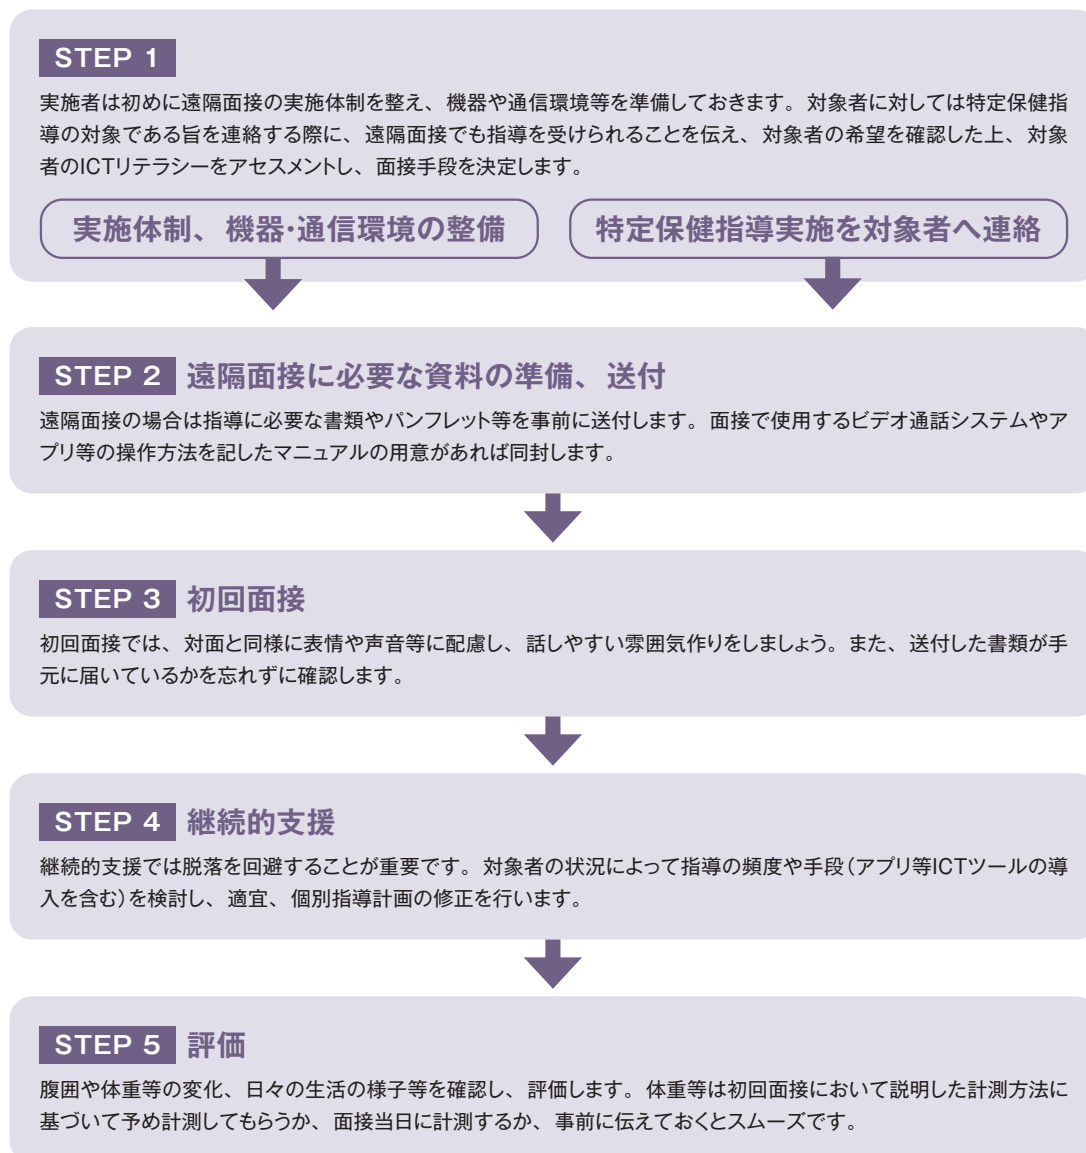 STEP 1
実施者は初めに遠隔面接の実施体制を整え、機器や通信環境等を準備しておきます。対象者に対しては特定保健指
導の対象である旨を連絡する際に、遠隔面接でも指導を受けられることを伝え、対象者の希望を確認した上、対象
者のICTリテラシーをアセスメントし、面接手段を決定します。
実施体制、機器・通信環境の整備
特定保健指導実施を対象者へ連絡
STEP 2 遠隔面接に必要な資料の準備、送付
遠隔面接の場合は指導に必要な書類やパンフレット等を事前に送付します。面接で使用するビデオ通話システムやア
プリ等の操作方法を記したマニュアルの用意があれば同封します。
STEP 3 初回面接
初回面接では、対面と同様に表情や声音等に配慮し、話しやすい雰囲気作りをしましょう。また、送付した書類が手
元に届いているかを忘れずに確認します。
STEP 4 継続的支援
継続的支援では脱落を回避することが重要です。対象者の状況によって指導の頻度や手段（アプリ等ICTツールの導
入を含む）を検討し、適宜、個別指導計画の修正を行います。
STEP 5 評価
腹囲や体重等の変化、日々の生活の様子等を確認し、評価します。体重等は初回面接において説明した計測方法に
基づいて予め計測してもらうか、面接当日に計測するか、事前に伝えておくとスムーズです。